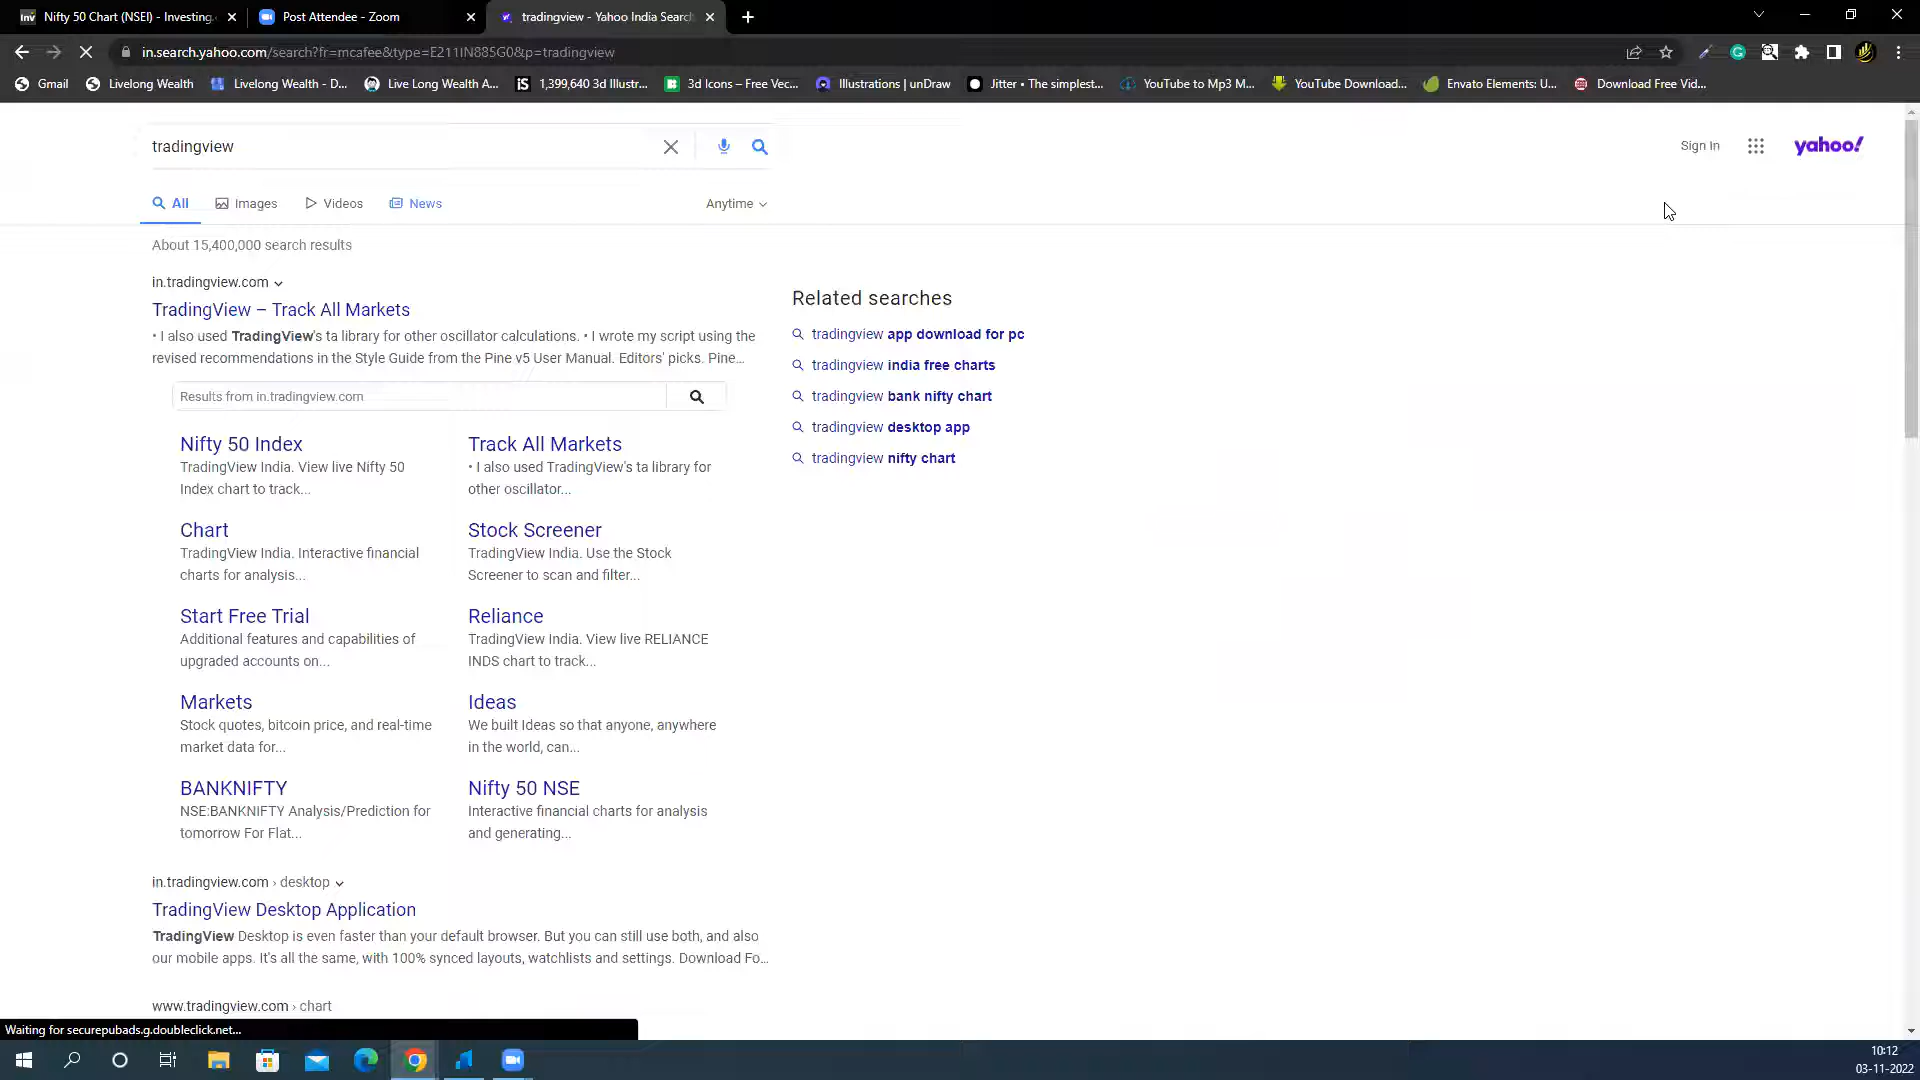 Nifty 50 Chart (NSEI) - Investing.
Post Attendee - Zoom
tradingview - Yahoo India Search
in.search.yahoo.com/search?fr=mcafee&type=E211IN885G0&p=tradingview
Gmail
Livelong Wealth
Livelong Wealth - D...
Live Long Wealth A...
1,399,640 3d Illustr...
3d Icons – Free Vec...
Illustrations | unDraw
Jitter • The simplest...
YouTube to Mp3 M...
YouTube Download...
Envato Elements: U...
Download Free Vid...
tradingview
Sign In
yahoo!
All
Images
Videos
News
Anytime
About 15,400,000 search results
in.tradingview.com
TradingView – Track All Markets
• I also used TradingView's ta library for other oscillator calculations. • I wrote my script using the
revised recommendations in the Style Guide from the Pine v5 User Manual. Editors' picks. Pine...
Results from in.tradingview.com
Nifty 50 Index
TradingView India. View live Nifty 50
Index chart to track...
Track All Markets
• I also used TradingView's ta library for
other oscillator...
Chart
TradingView India. Interactive financial
charts for analysis...
Stock Screener
TradingView India. Use the Stock
Screener to scan and filter...
Start Free Trial
Additional features and capabilities of
upgraded accounts on...
Reliance
TradingView India. View live RELIANCE
INDS chart to track...
Markets
Stock quotes, bitcoin price, and real-time
market data for...
Ideas
We built Ideas so that anyone, anywhere
in the world, can...
BANKNIFTY
NSE:BANKNIFTY Analysis/Prediction for
tomorrow For Flat...
Nifty 50 NSE
Interactive financial charts for analysis
and generating...
in.tradingview.com › desktop
TradingView Desktop Application
TradingView Desktop is even faster than your default browser. But you can still use both, and also
our mobile apps. It's all the same, with 100% synced layouts, watchlists and settings. Download Fo...
www.tradingview.com › chart
Related searches
tradingview app download for pc
tradingview india free charts
tradingview bank nifty chart
tradingview desktop app
tradingview nifty chart
Waiting for securepubads.g.doubleclick.net...
10:12
03-11-2022